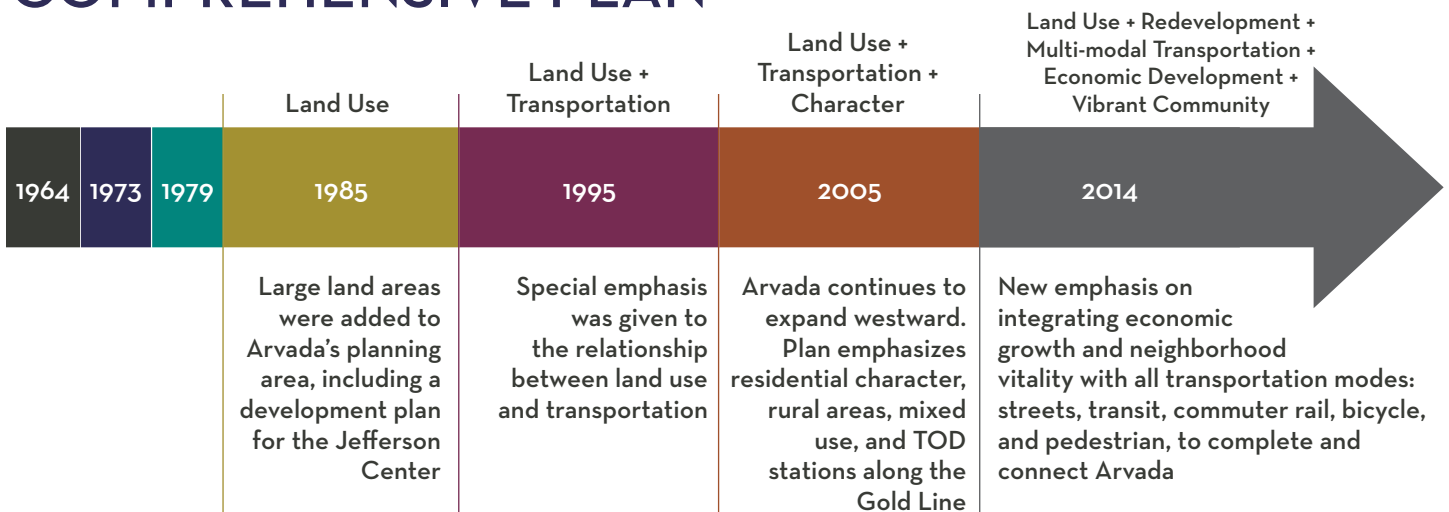 COMPREHENSIVE PLAN
Land Use
Land Use +
Transportation
Land Use +
Transportation +
Character
Land Use + Redevelopment +
Multi-modal Transportation +
Economic Development +
Vibrant Community
1964
1973
1979
1985
1995
2005
2014
Large land areas
were added to
Arvada’s planning
area, including a
development plan
for the Jefferson
Center
Special emphasis
was given to
the relationship
between land use
and transportation
Arvada continues to
expand westward.
Plan emphasizes
residential character,
rural areas, mixed
use, and TOD
stations along the
Gold Line
New emphasis on
integrating economic
growth and neighborhood
vitality with all transportation modes:
streets, transit, commuter rail, bicycle,
and pedestrian, to complete and
connect Arvada